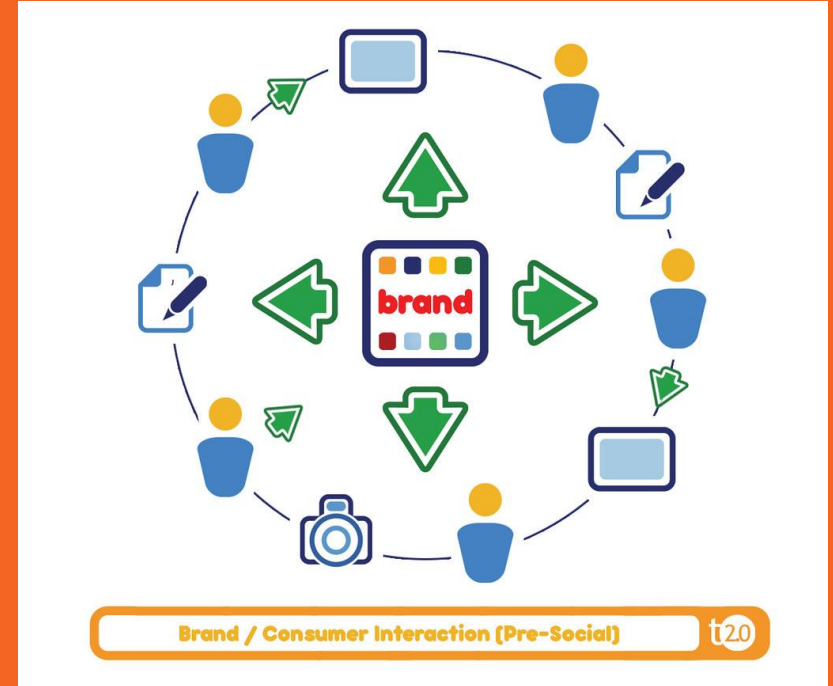 brand
Brand / Consumer Interaction (Pre-Social)
t2.0